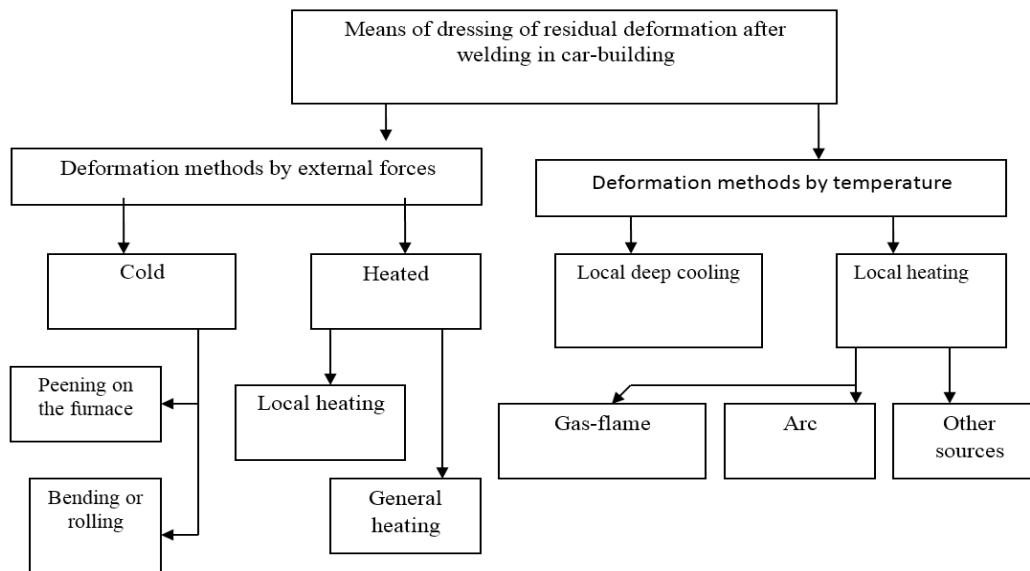 Means of dressing of residual deformation after
welding in car-building
Deformation methods by external forces
Deformation methods by temperature
Cold
Heated
Local deep cooling
Local heating
Peening on
the furnace
Local heating
Gas-flame
Arc
Other
sources
Bending or
rolling
General
heating